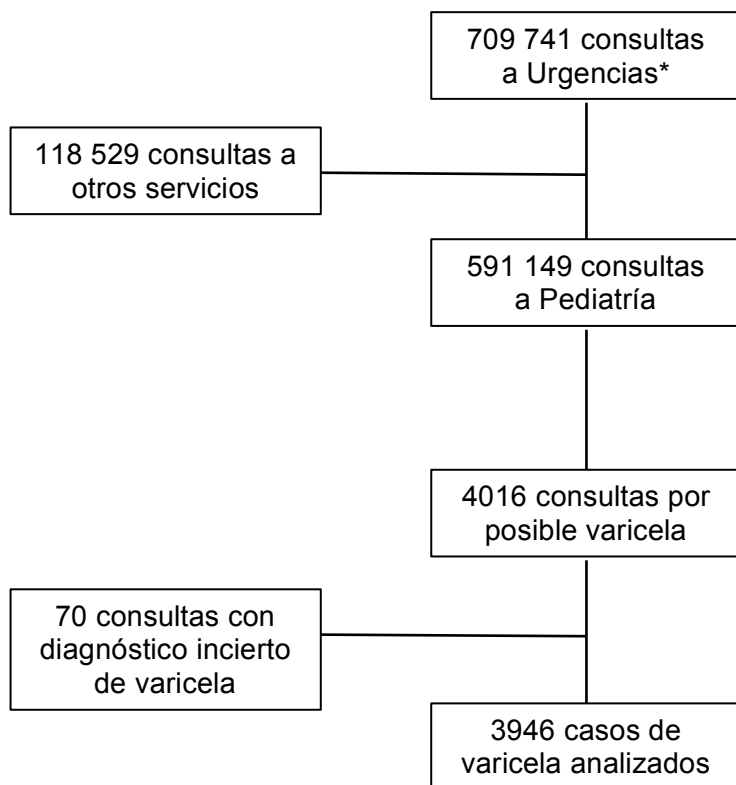 709 741 consultas
a Urgencias*
118 529 consultas a
otros servicios
591 149 consultas
a Pediatría
4016 consultas por
posible varicela
70 consultas con
diagnóstico incierto
de varicela
3946 casos de
varicela analizados